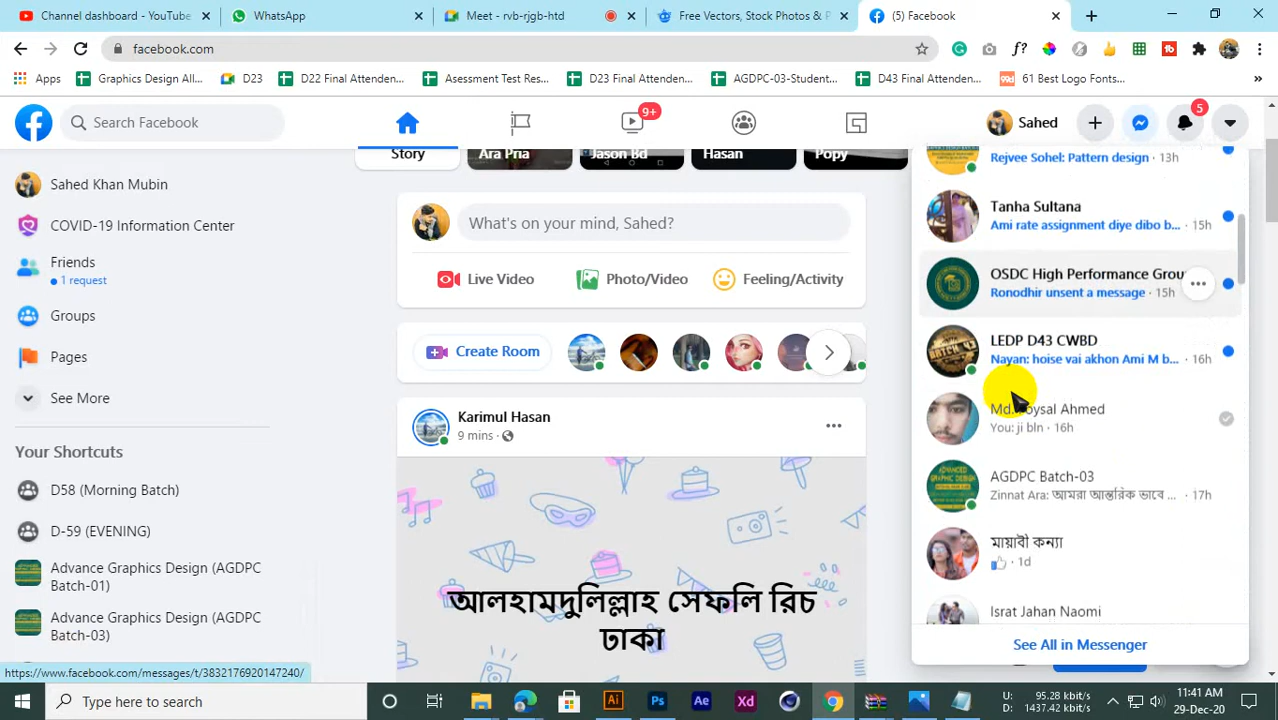 Channel videos - YouTub
WhatsApp
Meet - rvb-rjgb-htd
Free Vectors, Stock Photos & P
(5) Facebook
facebook.com
Apps
Graphics Design All...
D23
D22 Final Attenden...
Asessment Test Res...
D23 Final Attenden...
AGDPC-03-Student...
D43 Final Attenden...
61 Best Logo Fonts...
Search Facebook
9+
Sahed
5
Story
Jason Bd
Hasan
Popy
Sahed Khan Mubin
COVID-19 Information Center
Friends
1 request
Groups
Pages
See More
Your Shortcuts
D58 (Morning Batch)
D-59 (EVENING)
Advance Graphics Design (AGDPC
Batch-01)
Advance Graphics Design (AGDPC
Batch-03)
What's on your mind, Sahed?
Live Video
Photo/Video
Feeling/Activity
Create Room
Karimul Hasan
9 mins ·
আলহামদুলিল্লাহ সেফলি রিচ
ঢাকা
Rejvee Sohel: Pattern design · 13h
Tanha Sultana
Ami rate assignment diye dibo b... · 15h
OSDC High Performance Grou
Ronodhir unsent a message · 15h
LEDP D43 CWBD
Nayan: hoise vai akhon Ami M b... · 16h
Md. Foysal Ahmed
You: ji bln · 16h
AGDPC Batch-03
Zinnat Ara: আমরা আন্তরিক ভাবে ... · 17h
মায়াবী কন্যা
· 1d
Israt Jahan Naomi
See All in Messenger
https://www.facebook.com/messages/t/3932176920147240/
Type here to search
U: 95.28 kbit/s
D: 1437.42 kbit/s
11:41 AM
29-Dec-20